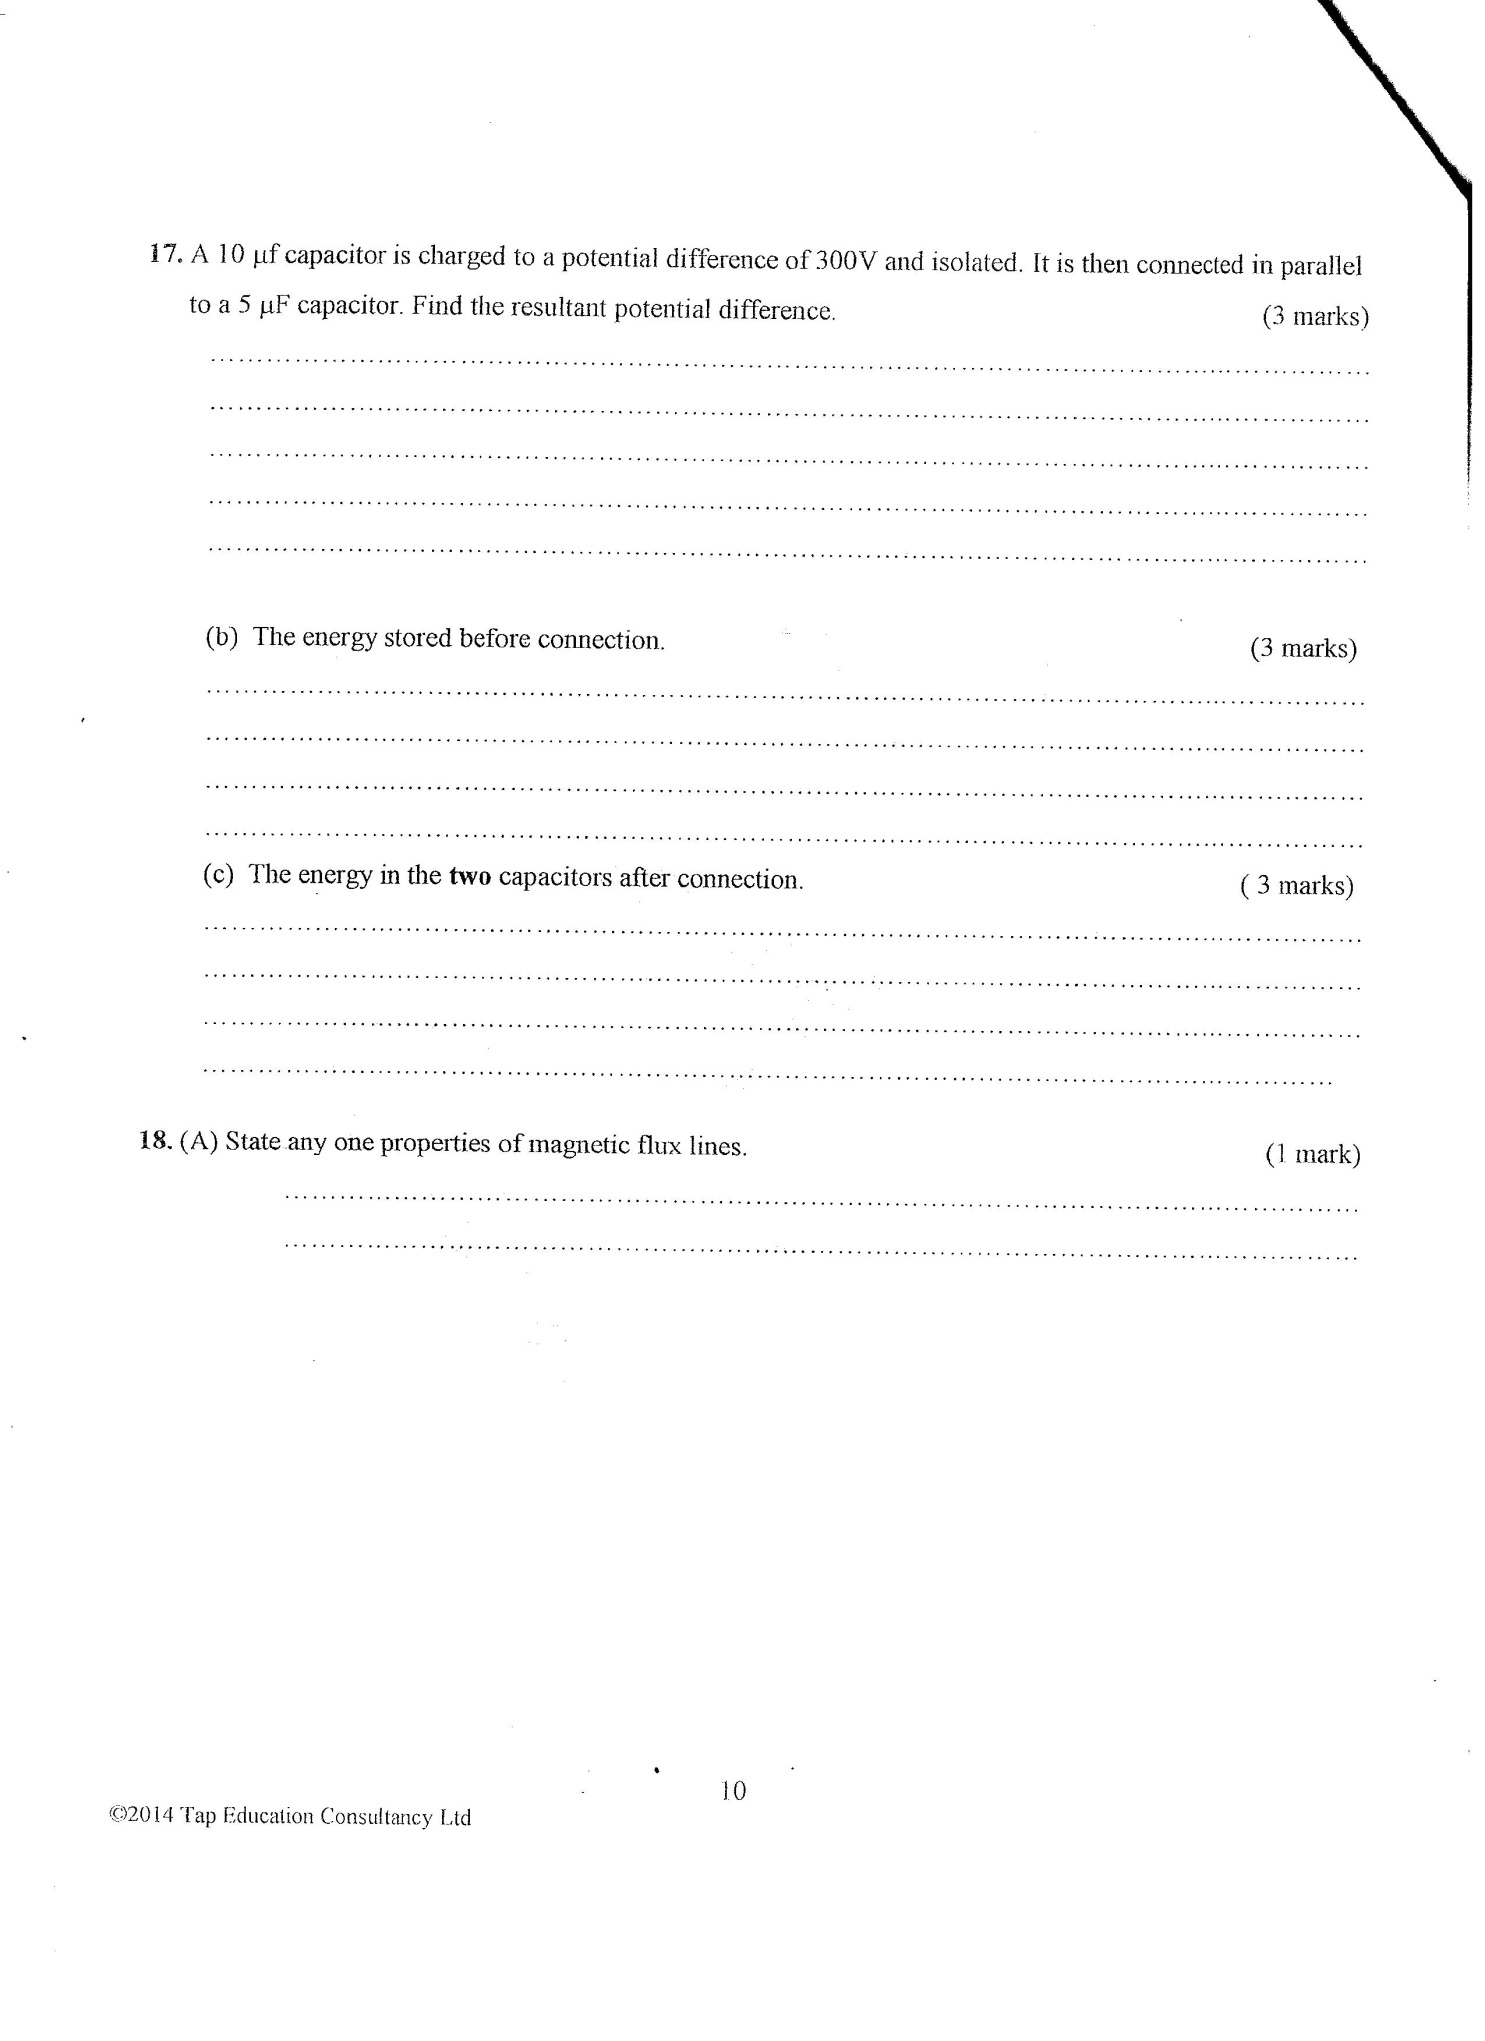 17. A 10 µf capacitor is charged to a potential difference of 300V and isolated. It is then connected in parallel
to a 5 µF capacitor. Find the resultant potential difference. (3 marks)
(b) The energy stored before connection. (3 marks)
(c) The energy in the two capacitors after connection. ( 3 marks)
18. (A) State any one properties of magnetic flux lines. (1 mark)
10
©2014 Tap Education Consultancy Ltd